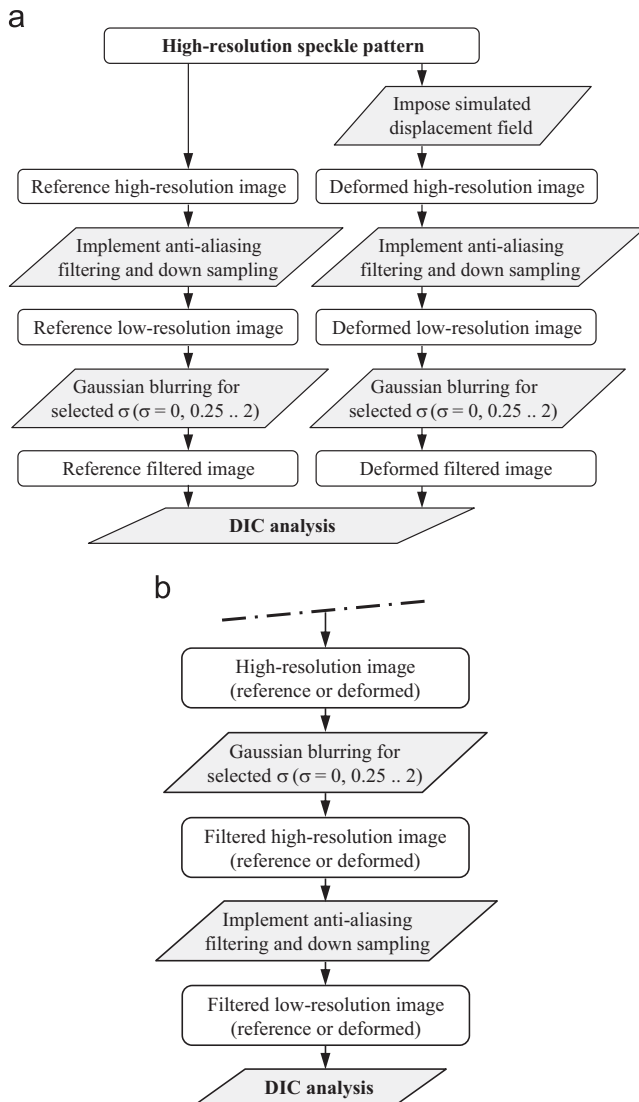 a
High-resolution speckle pattern
Impose simulated
displacement field
Reference high-resolution image
Deformed high-resolution image
Implement anti-aliasing
filtering and down sampling
Implement anti-aliasing
filtering and down sampling
Reference low-resolution image
Deformed low-resolution image
Gaussian blurring for
selected σ (σ = 0, 0.25 .. 2)
Gaussian blurring for
selected σ (σ = 0, 0.25 .. 2)
Reference filtered image
Deformed filtered image
DIC analysis
b
High-resolution image
(reference or deformed)
Gaussian blurring for
selected σ (σ = 0, 0.25 .. 2)
Filtered high-resolution image
(reference or deformed)
Implement anti-aliasing
filtering and down sampling
Filtered low-resolution image
(reference or deformed)
DIC analysis